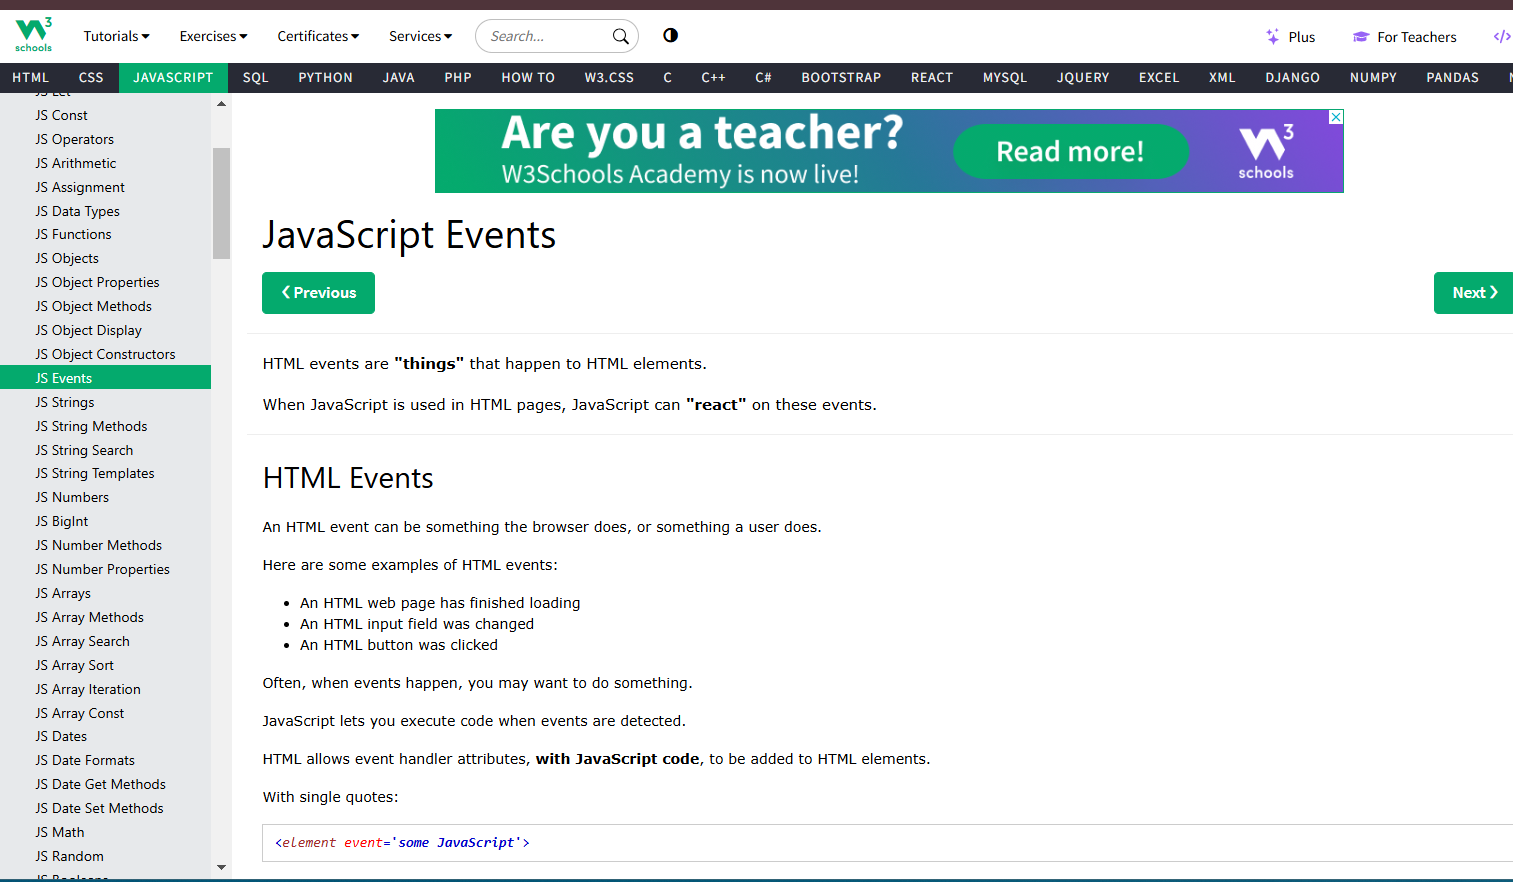 W3 schools
Tutorials Exercises Certificates Services Search... Plus For Teachers
HTML CSS JAVASCRIPT SQL PYTHON JAVA PHP HOW TO W3.CSS C C++ C# BOOTSTRAP REACT MYSQL JQUERY EXCEL XML DJANGO NUMPY PANDAS
JS Let
JS Const
JS Operators
JS Arithmetic
JS Assignment
JS Data Types
JS Functions
JS Objects
JS Object Properties
JS Object Methods
JS Object Display
JS Object Constructors
JS Events
JS Strings
JS String Methods
JS String Search
JS String Templates
JS Numbers
JS BigInt
JS Number Methods
JS Number Properties
JS Arrays
JS Array Methods
JS Array Search
JS Array Sort
JS Array Iteration
JS Array Const
JS Dates
JS Date Formats
JS Date Get Methods
JS Date Set Methods
JS Math
JS Random
JS Booleans
Are you a teacher?
W3Schools Academy is now live!
Read more!
W3 schools
JavaScript Events
❮ Previous
Next ❯
HTML events are "things" that happen to HTML elements.
When JavaScript is used in HTML pages, JavaScript can "react" on these events.
HTML Events
An HTML event can be something the browser does, or something a user does.
Here are some examples of HTML events:
• An HTML web page has finished loading
• An HTML input field was changed
• An HTML button was clicked
Often, when events happen, you may want to do something.
JavaScript lets you execute code when events are detected.
HTML allows event handler attributes, with JavaScript code, to be added to HTML elements.
With single quotes:
<element event='some JavaScript'>